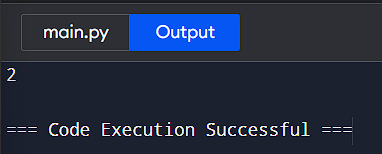 main.py Output
2
=== Code Execution Successful ===